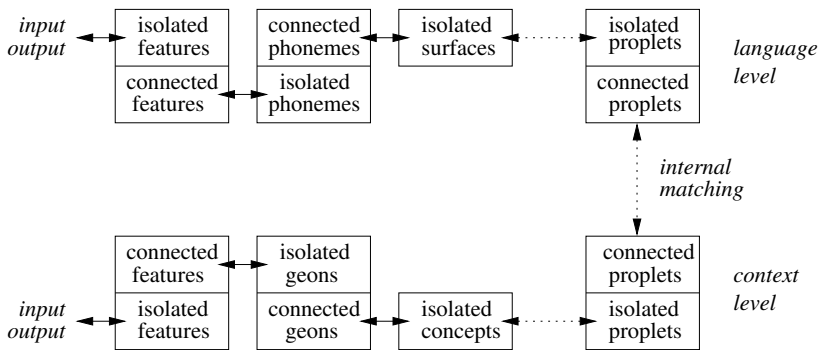 input
output
isolated
features
connected
features
connected
phonemes
isolated
phonemes
isolated
surfaces
isolated
proplets
connected
proplets
language
level
internal
matching
connected
features
isolated
features
input
output
isolated
geons
connected
geons
isolated
concepts
connected
proplets
isolated
proplets
context
level